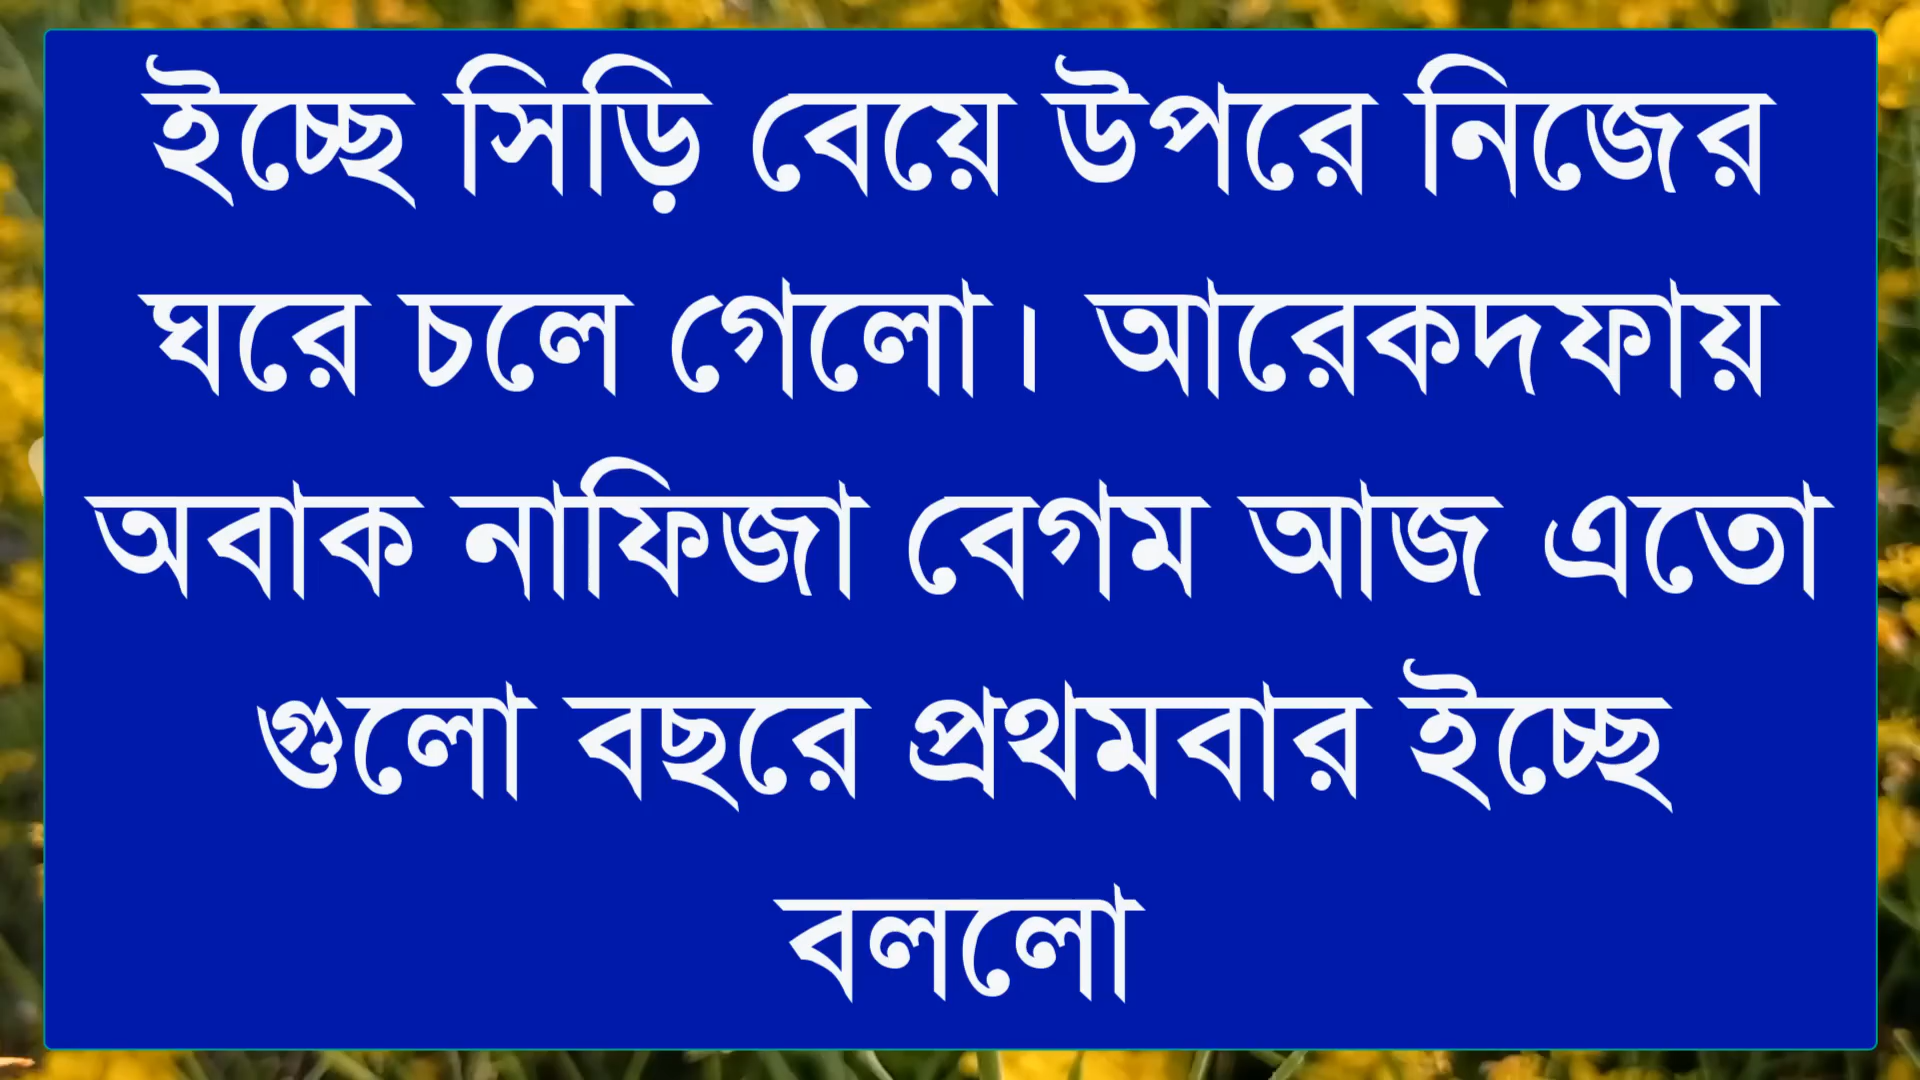 ইচ্ছে সিড়ি বেয়ে উপরে নিজের
ঘরে চলে গেলো। আরেকদফায়
অবাক নাফিজা বেগম আজ এতো
গুলো বছরে প্রথমবার ইচ্ছে
বললো